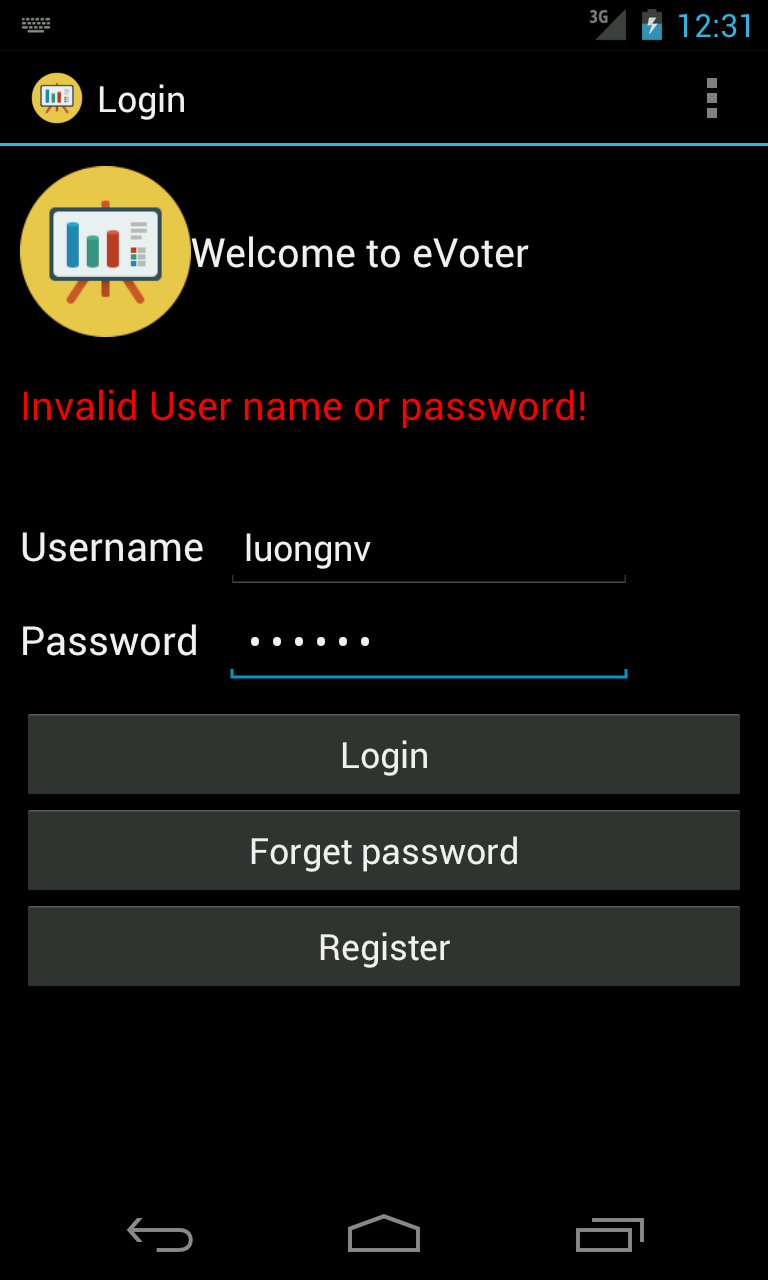 3G 12:31
Login
Welcome to eVoter
Invalid User name or password!
Username luongnv
Password ••••••
Login
Forget password
Register